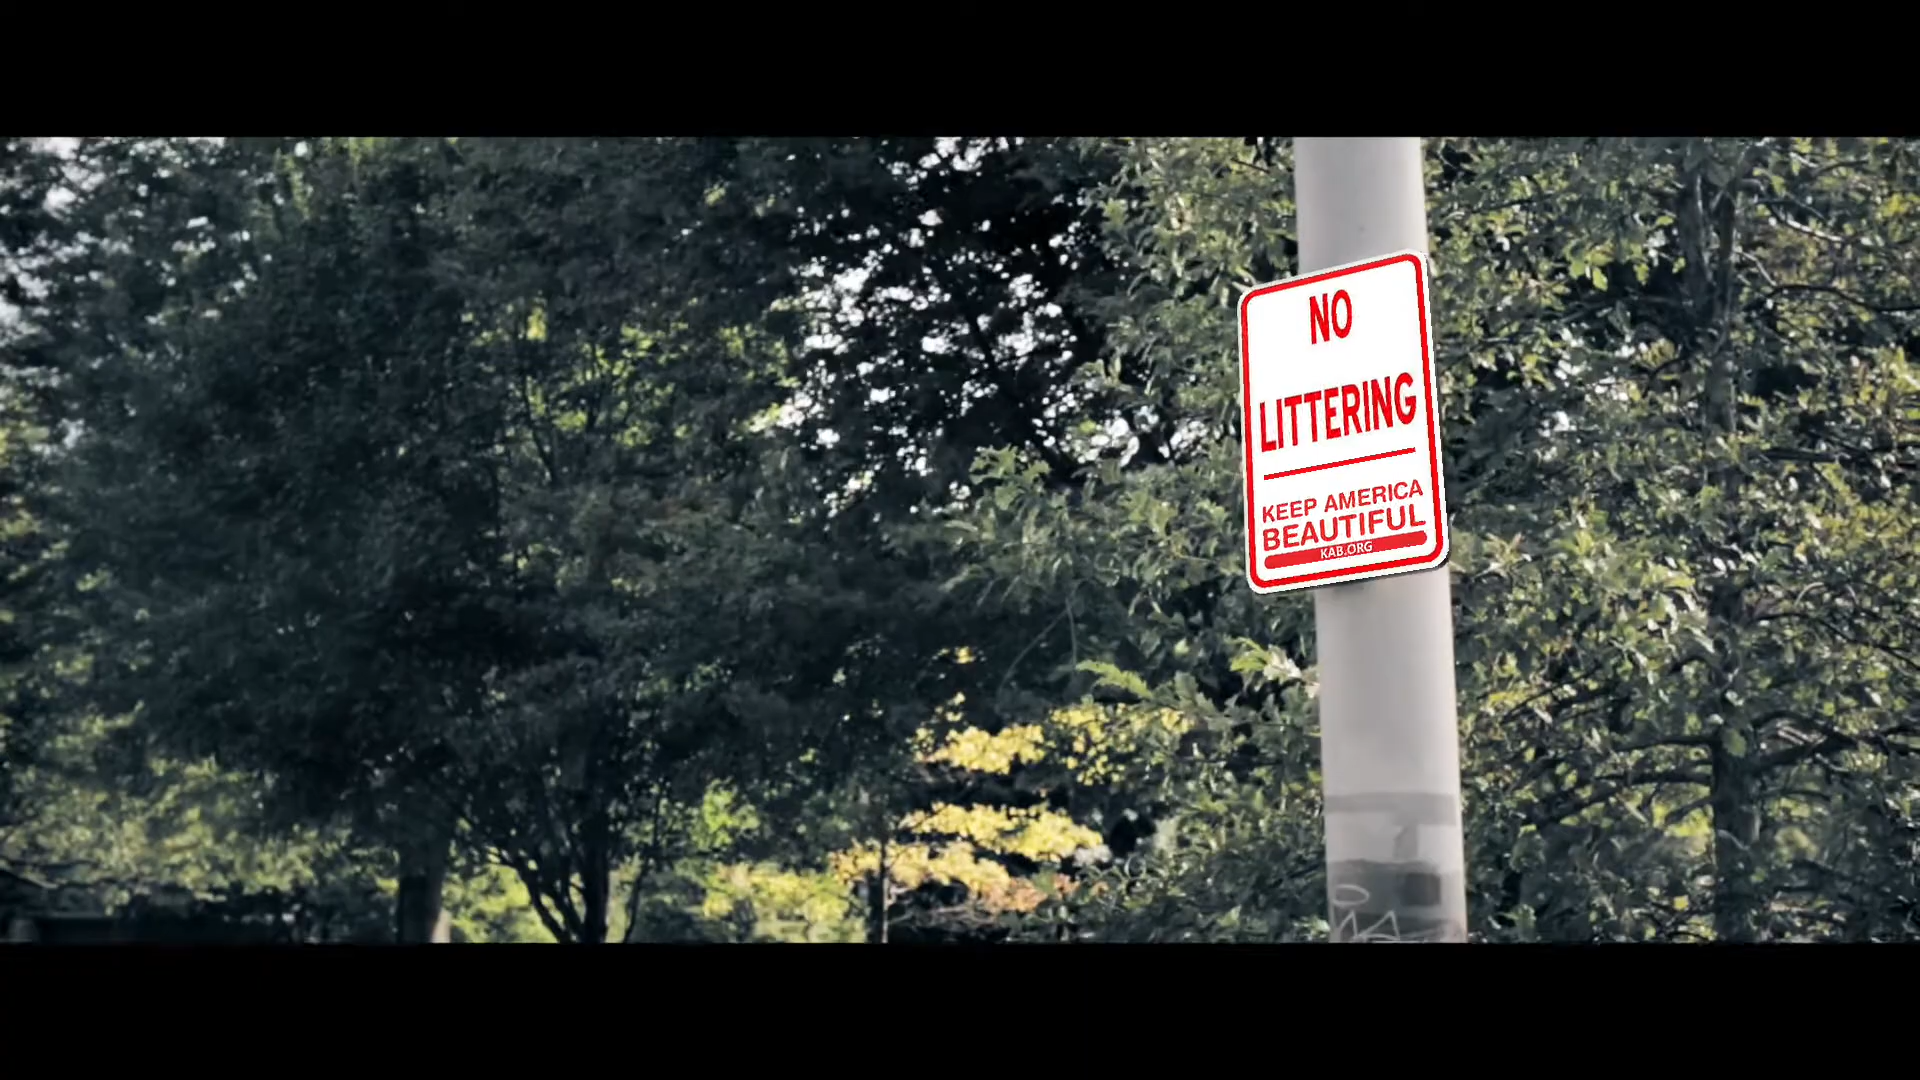 NO
LITTERING
KEEP AMERICA
BEAUTIFUL
KAB.ORG